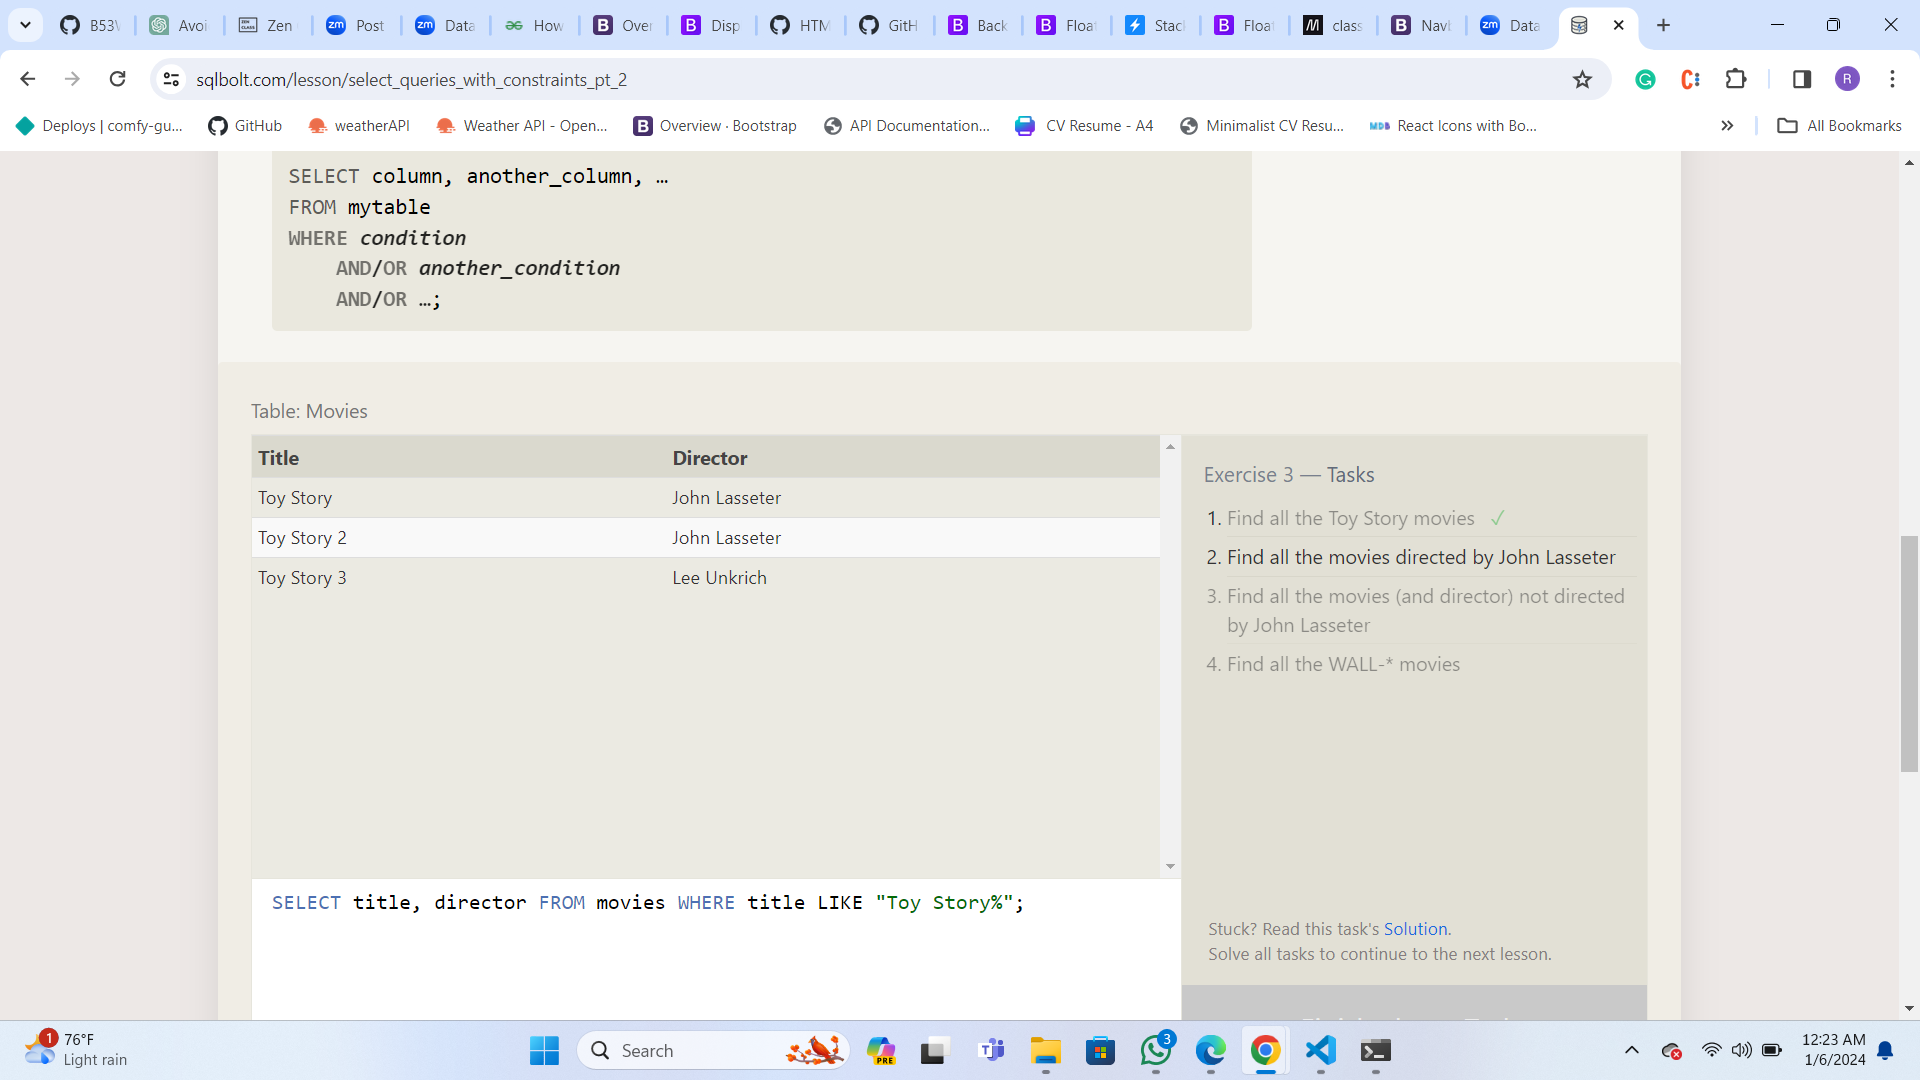 B53V
Avoi
Zen
Post
Data
How
Over
Disp
HTM
GitH
Back
Float
Stac
Float
class
Navb
Data
sqlbolt.com/lesson/select_queries_with_constraints_pt_2
R
Deploys | comfy-gu...
GitHub
weatherAPI
Weather API - Open...
Overview · Bootstrap
API Documentation...
CV Resume - A4
Minimalist CV Resu...
React Icons with Bo...
All Bookmarks
SELECT column, another_column, …
FROM mytable
WHERE condition
AND/OR another_condition
AND/OR …;
Table: Movies
Title Director
Toy Story John Lasseter
Toy Story 2 John Lasseter
Toy Story 3 Lee Unkrich
Exercise 3 — Tasks
1. Find all the Toy Story movies ✓
2. Find all the movies directed by John Lasseter
3. Find all the movies (and director) not directed
by John Lasseter
4. Find all the WALL-* movies
SELECT title, director FROM movies WHERE title LIKE "Toy Story%";
Stuck? Read this task's Solution.
Solve all tasks to continue to the next lesson.
1
76°F
Light rain
Search
PRE
3
12:23 AM
1/6/2024